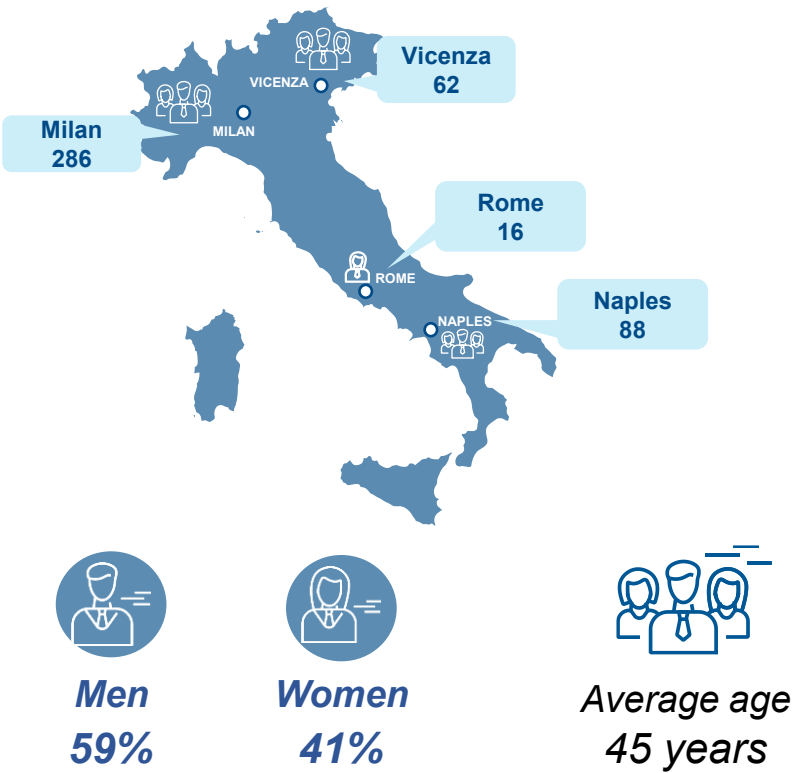 Vicenza
62
VICENZA
Milan
286
MILAN
Rome
16
ROME
Naples
88
NAPLES
Men
59%
Women
41%
Average age
45 years